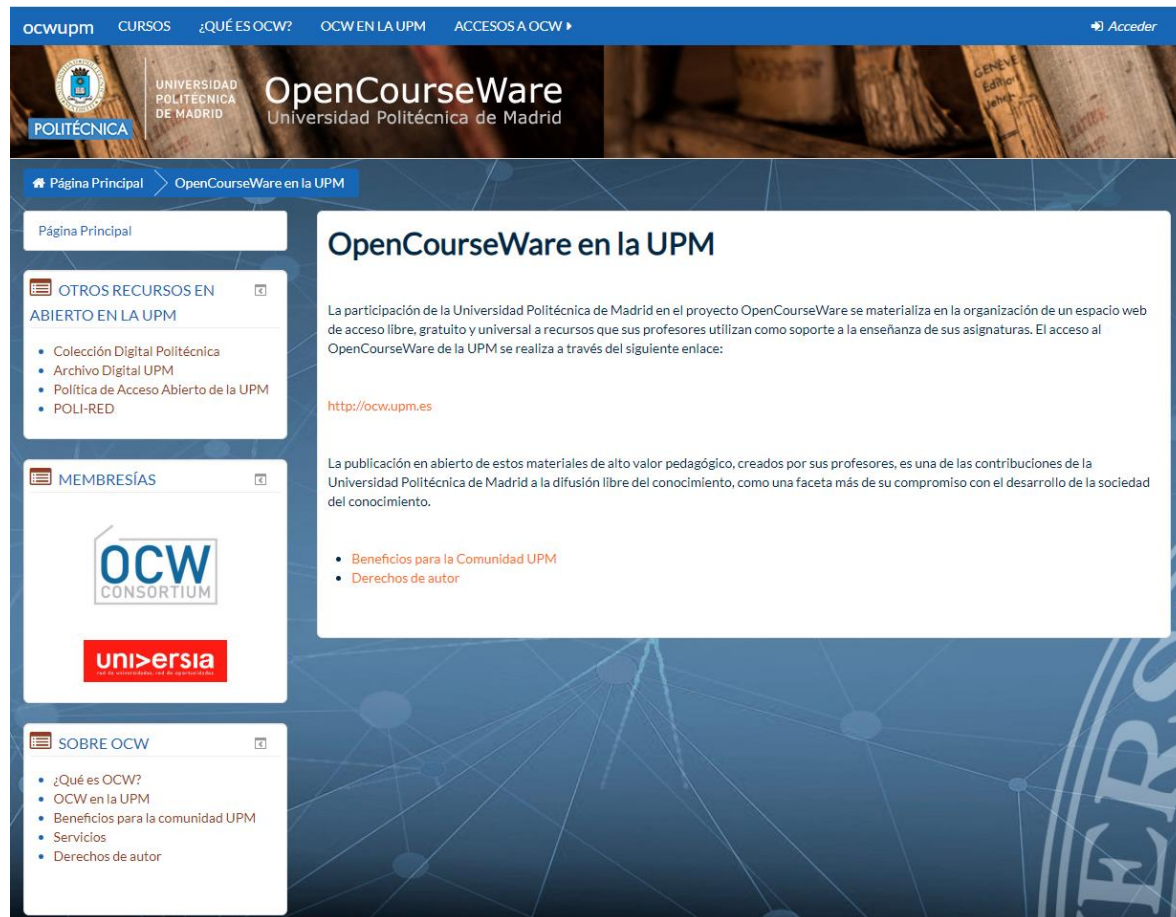 ocwupm CURSOS ¿QUÉ ES OCW? OCW EN LA UPM ACCESOS A OCW Acceder
POLITÉCNICA
UNIVERSIDAD
POLITÉCNICA
DE MADRID
OpenCourseWare
Universidad Politécnica de Madrid
GENÈVE
Edition
Página Principal OpenCourseWare en la UPM
Página Principal
OTROS RECURSOS EN
ABIERTO EN LA UPM
Colección Digital Politécnica
Archivo Digital UPM
Política de Acceso Abierto de la UPM
POLI-RED
MEMBRESÍAS
OCW
CONSORTIUM
uni>ersia
red de universidades, red de oportunidades
SOBRE OCW
¿Qué es OCW?
OCW en la UPM
Beneficios para la comunidad UPM
Servicios
Derechos de autor
OpenCourseWare en la UPM
La participación de la Universidad Politécnica de Madrid en el proyecto OpenCourseWare se materializa en la organización de un espacio web
de acceso libre, gratuito y universal a recursos que sus profesores utilizan como soporte a la enseñanza de sus asignaturas. El acceso al
OpenCourseWare de la UPM se realiza a través del siguiente enlace:
http://ocw.upm.es
La publicación en abierto de estos materiales de alto valor pedagógico, creados por sus profesores, es una de las contribuciones de la
Universidad Politécnica de Madrid a la difusión libre del conocimiento, como una faceta más de su compromiso con el desarrollo de la sociedad
del conocimiento.
Beneficios para la Comunidad UPM
Derechos de autor
ERS